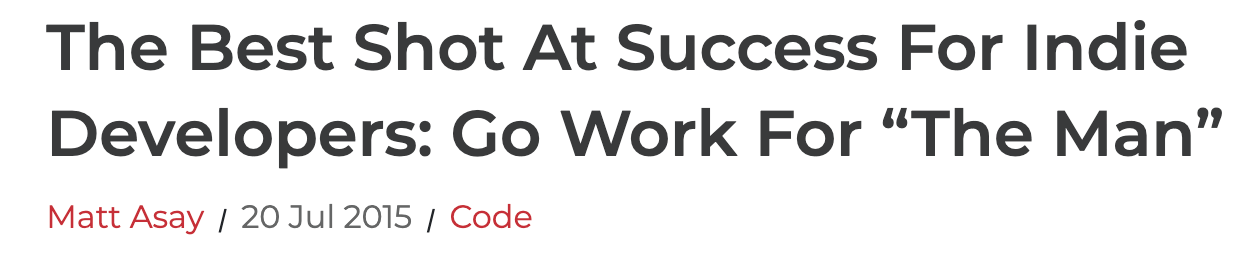 The Best Shot At Success For Indie
Developers: Go Work For “The Man”
Matt Asay / 20 Jul 2015 / Code